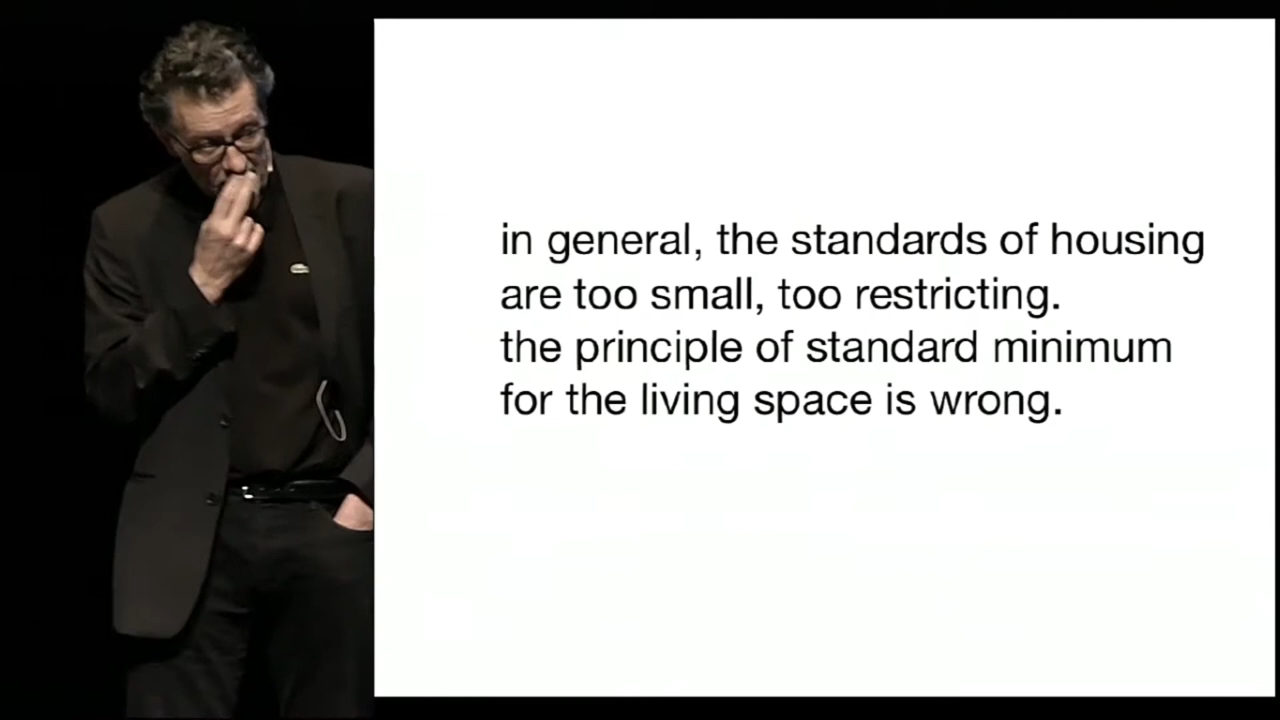 in general, the standards of housing
are too small, too restricting.
the principle of standard minimum
for the living space is wrong.